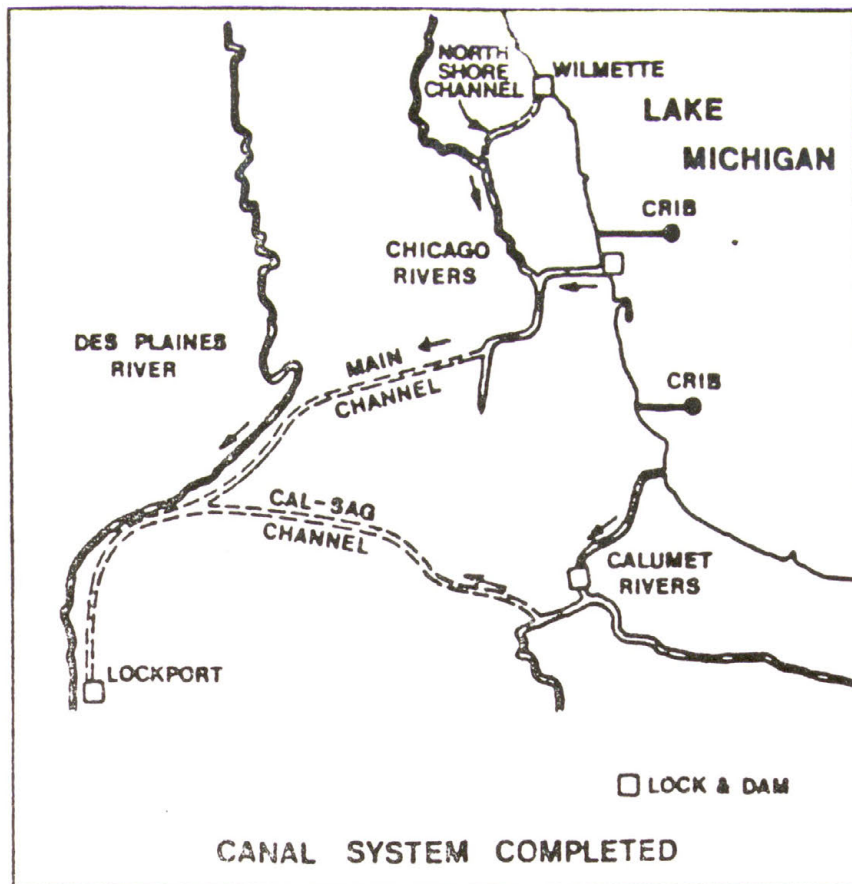 NORTH
SHORE
CHANNEL
WILMETTE
LAKE
MICHIGAN
CRIB
CHICAGO
RIVERS
DES PLAINES
RIVER
MAIN
CHANNEL
CRIB
CAL-SAG
CHANNEL
CALUMET
RIVERS
LOCKPORT
LOCK & DAM
CANAL SYSTEM COMPLETED